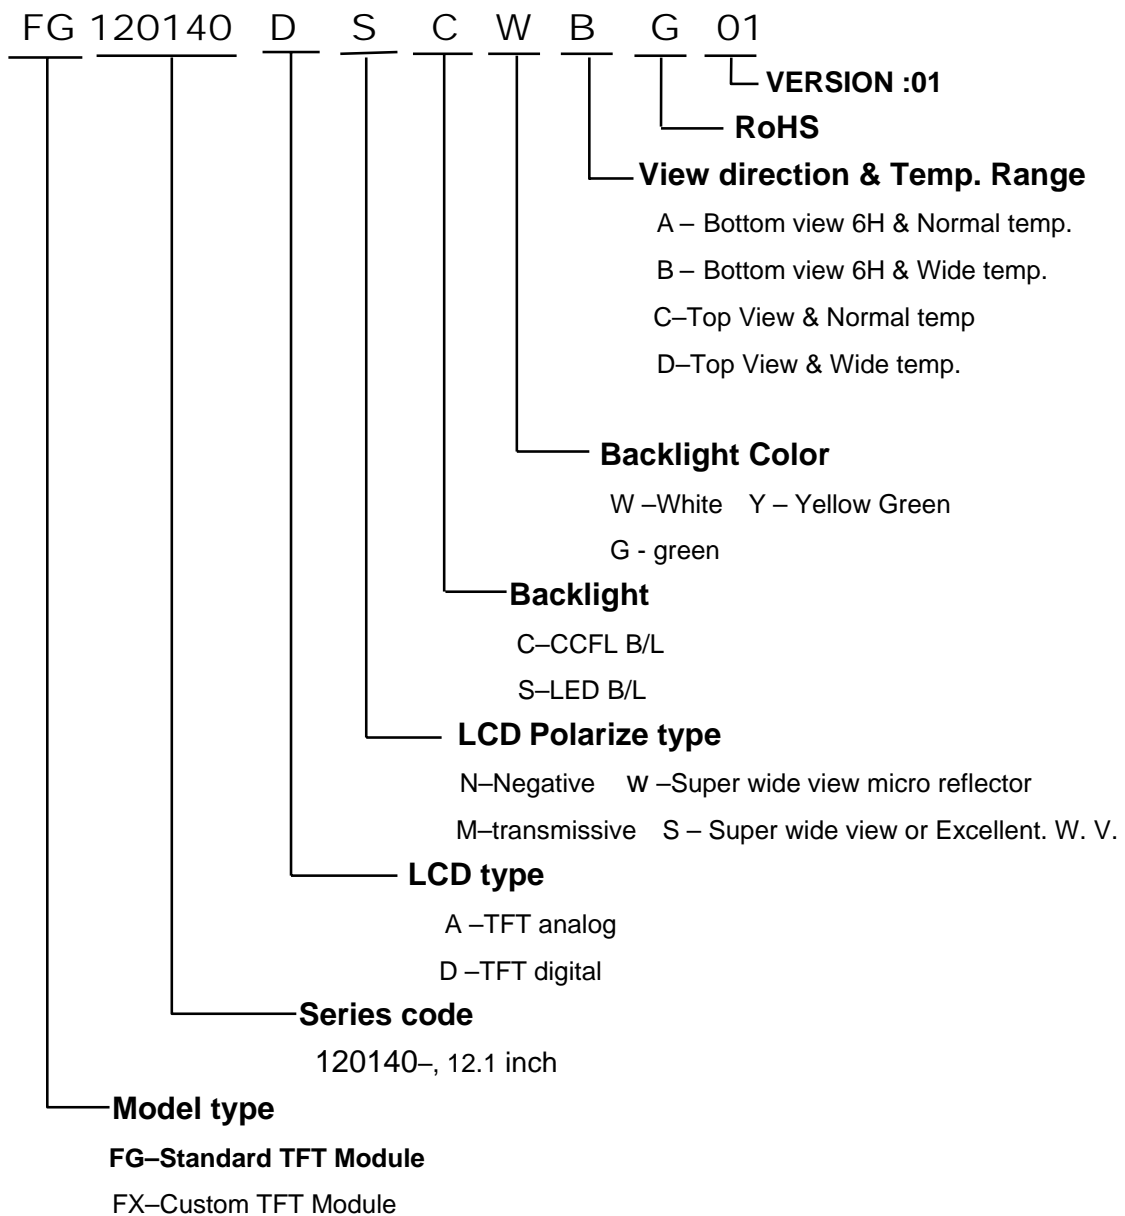 FG 120140 D S C W B G 01
VERSION :01
RoHS
View direction & Temp. Range
A – Bottom view 6H & Normal temp.
B – Bottom view 6H & Wide temp.
C–Top View & Normal temp
D–Top View & Wide temp.
Backlight Color
W –White Y – Yellow Green
G - green
Backlight
C–CCFL B/L
S–LED B/L
LCD Polarize type
N–Negative W –Super wide view micro reflector
M–transmissive S – Super wide view or Excellent. W. V.
LCD type
A –TFT analog
D –TFT digital
Series code
120140–, 12.1 inch
Model type
FG–Standard TFT Module
FX–Custom TFT Module